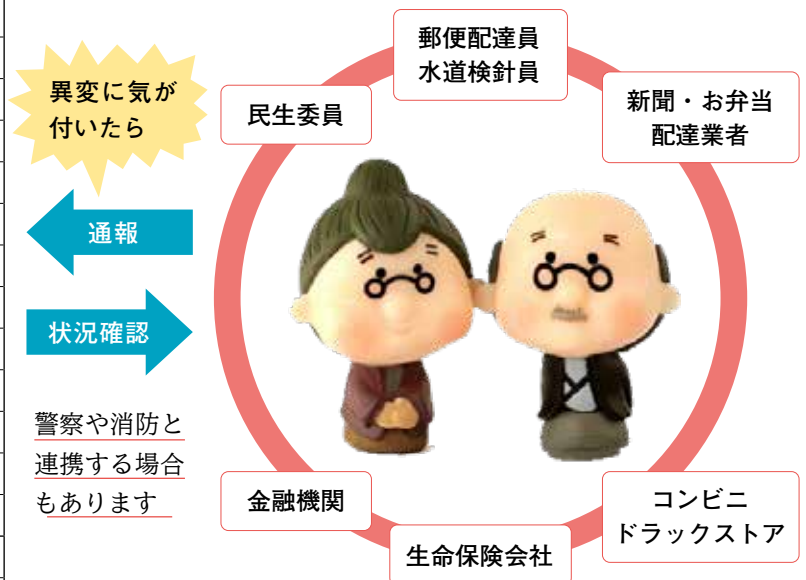 異変に気が
付いたら
通報
状況確認
警察や消防と
連携する場合
もあります
郵便配達員
水道検針員
民生委員
新聞・お弁当
配達業者
金融機関
生命保険会社
コンビニ
ドラックストア